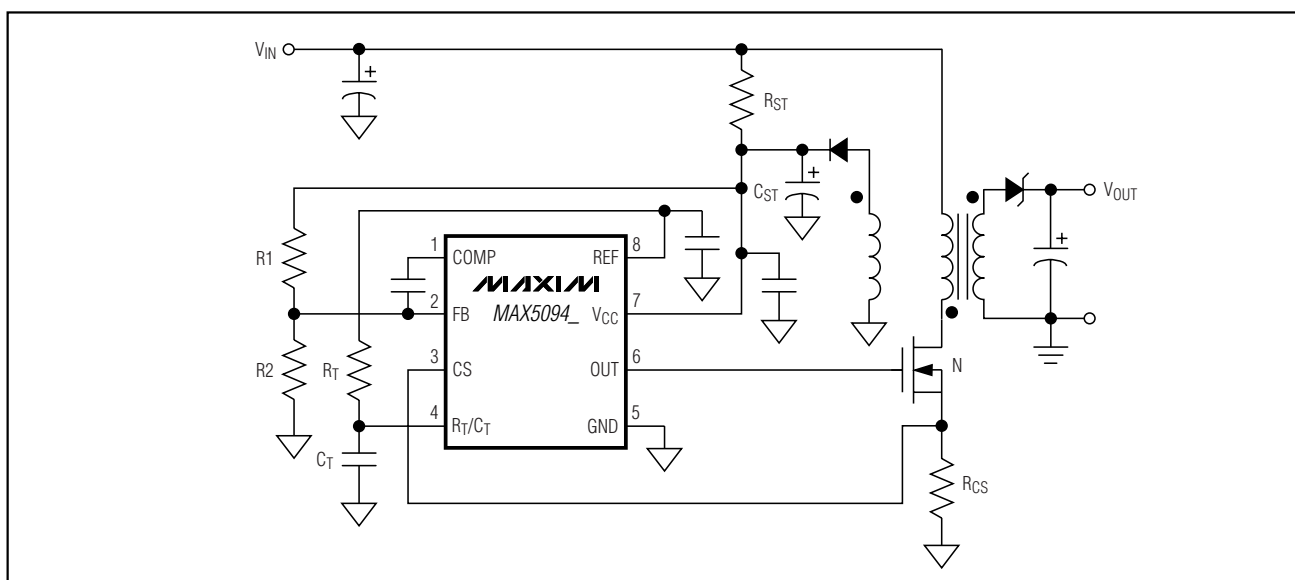 VIN
+
RST
+
CST
VOUT
+
R1
1
COMP
REF
8
MAXIM
MAX5094_
2
FB
VCC
7
R2
RT
3
CS
OUT
6
N
4
RT/CT
GND
5
CT
RCS